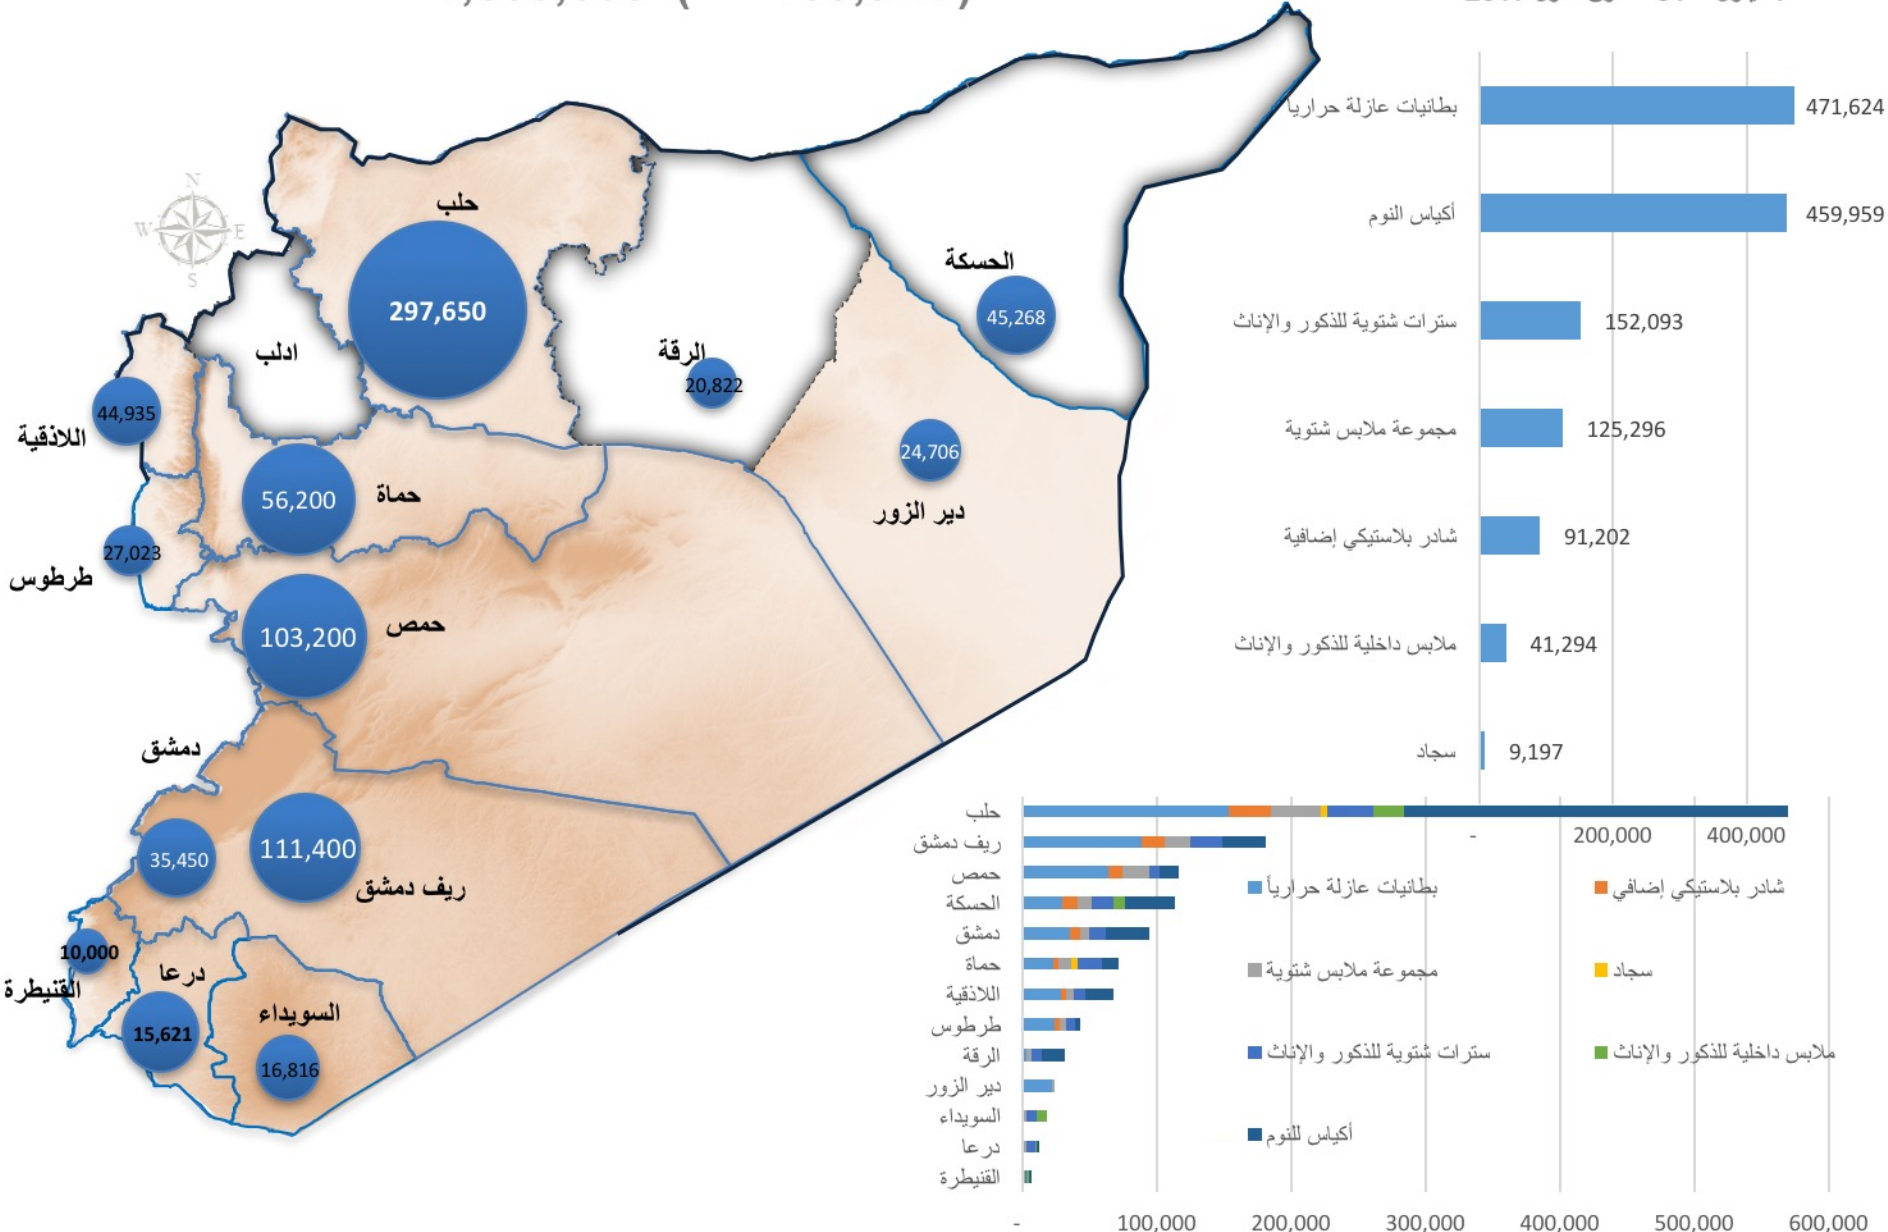 N
W
E
S
حلب
297,650
الحسكة
45,268
ادلب
الرقة
20,822
44,935
اللاذقية
24,706
دير الزور
56,200
حماة
27,023
طرطوس
103,200
حمص
دمشق
35,450
111,400
ريف دمشق
10,000
القنيطرة
درعا
15,621
السويداء
16,816
بطانيات عازلة حرارياً 471,624
أكياس النوم 459,959
سترات شتوية للذكور والإناث 152,093
مجموعة ملابس شتوية 125,296
شادر بلاستيكي إضافية 91,202
ملابس داخلية للذكور والإناث 41,294
سجاد 9,197
- 200,000 400,000
حلب
ريف دمشق
حمص
الحسكة
دمشق
حماة
اللاذقية
طرطوس
الرقة
دير الزور
السويداء
درعا
القنيطرة
بطانيات عازلة حرارياً
شادر بلاستيكي إضافي
مجموعة ملابس شتوية
سجاد
سترات شتوية للذكور والإناث
ملابس داخلية للذكور والإناث
أكياس للنوم
- 100,000 200,000 300,000 400,000 500,000 600,000